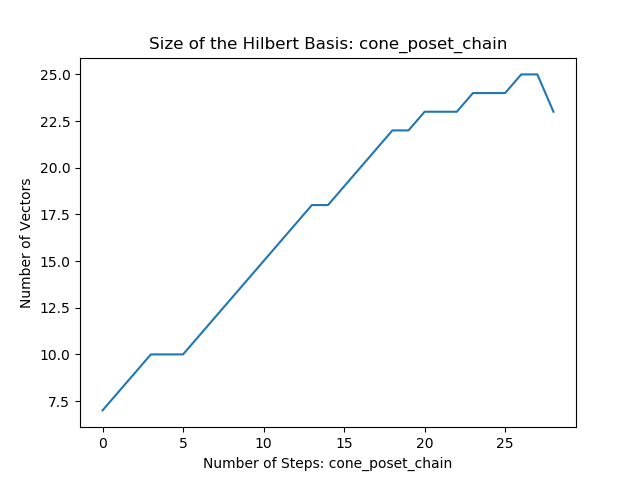 Size of the Hilbert Basis: cone_poset_chain
Number of Vectors
25.0
22.5
20.0
17.5
15.0
12.5
10.0
7.5
0 5 10 15 20 25
Number of Steps: cone_poset_chain